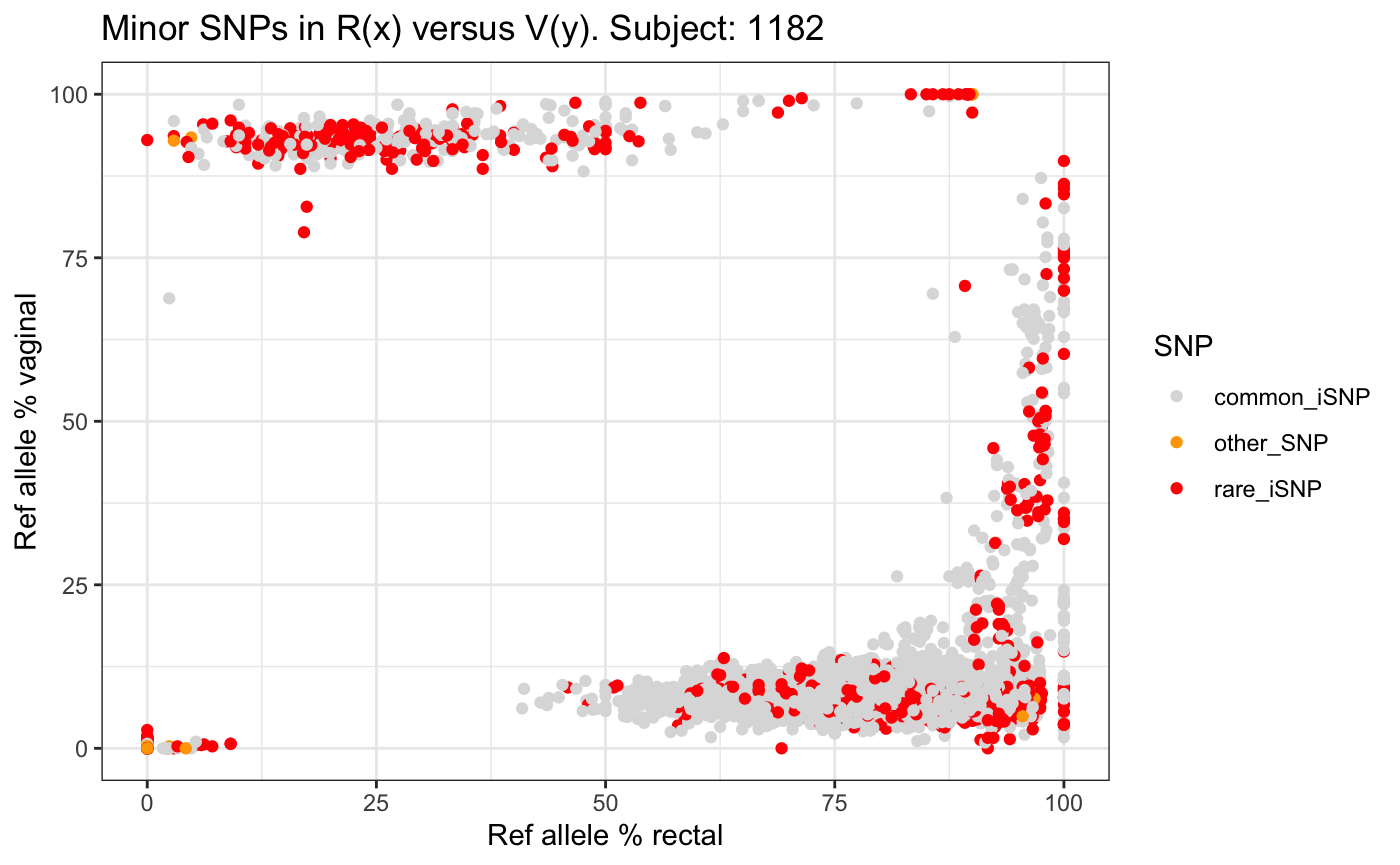 Minor SNPs in R(x) versus V(y). Subject: 1182
Ref allele % vaginal
100
75
50
25
0
0 25 50 75 100
Ref allele % rectal
SNP
common_iSNP
other_SNP
rare_iSNP